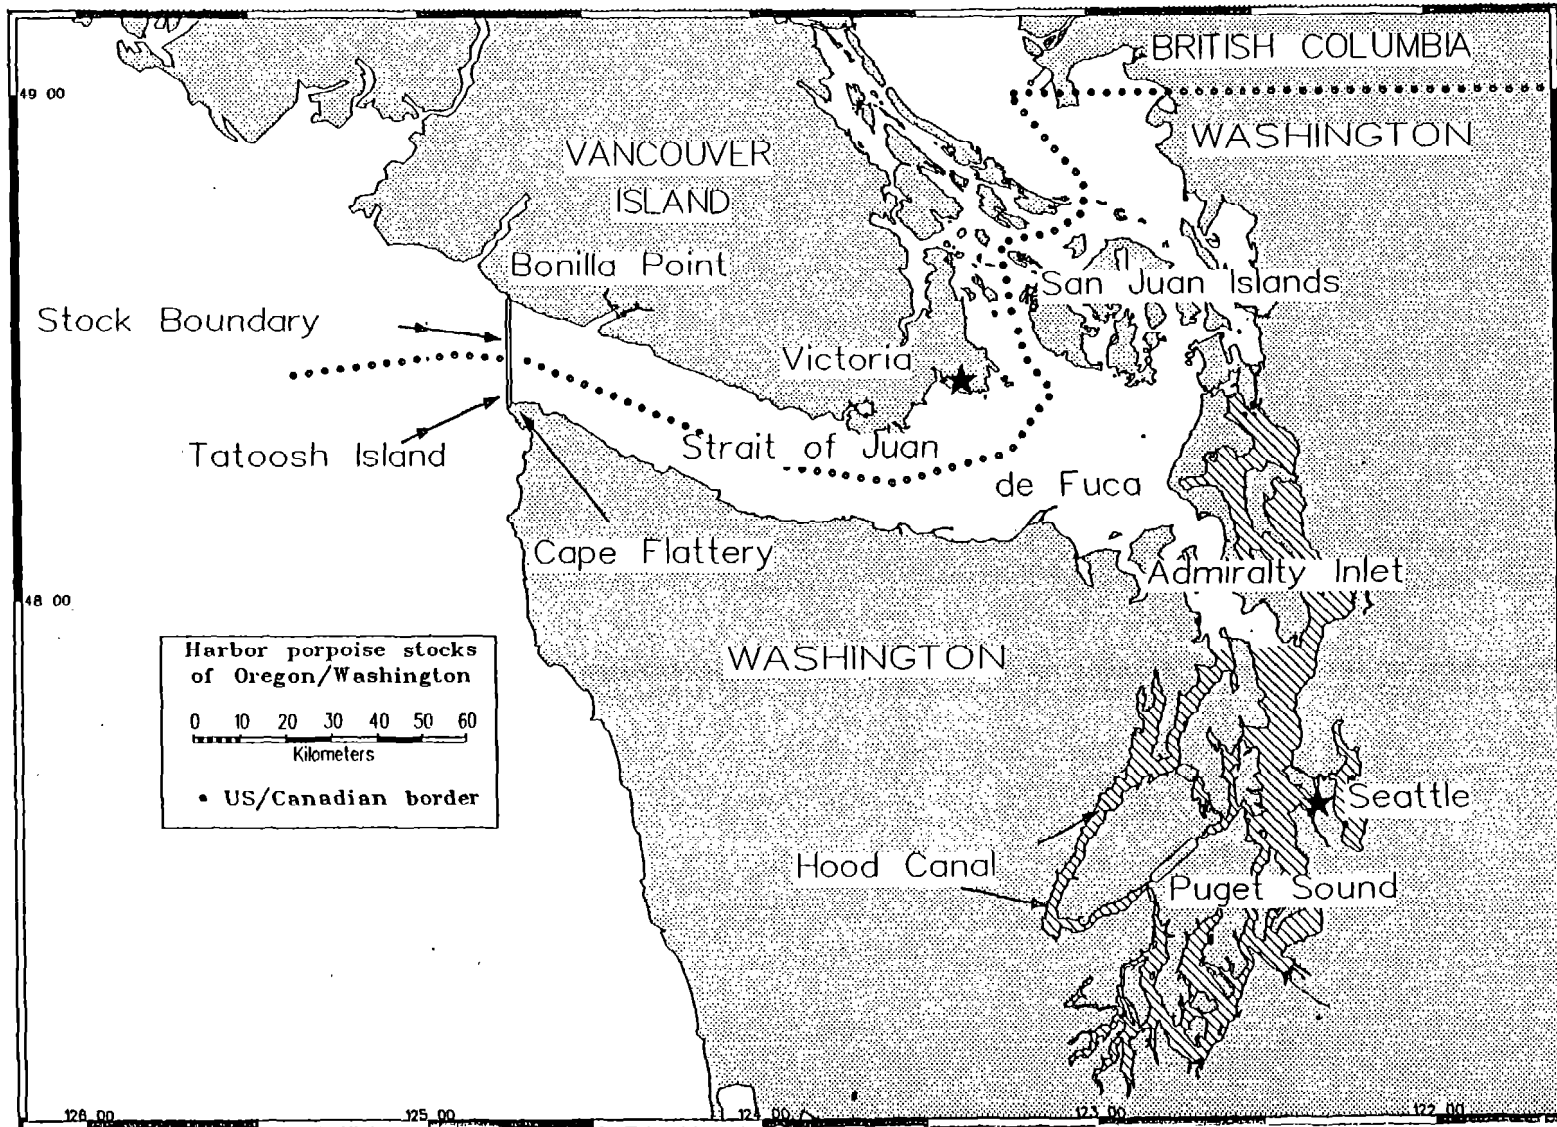 BRITISH COLUMBIA
49 00
WASHINGTON
VANCOUVER
ISLAND
Bonilla Point
San Juan Islands
Stock Boundary
Victoria
Tatoosh Island
Strait of Juan
de Fuca
Cape Flattery
Admiralty Inlet
48 00
Harbor porpoise stocks
of Oregon/Washington
0 10 20 30 40 50 60
Kilometers
• US/Canadian border
WASHINGTON
Seattle
Hood Canal
Puget Sound
126 00
125 00
124 00
123 00
122 00